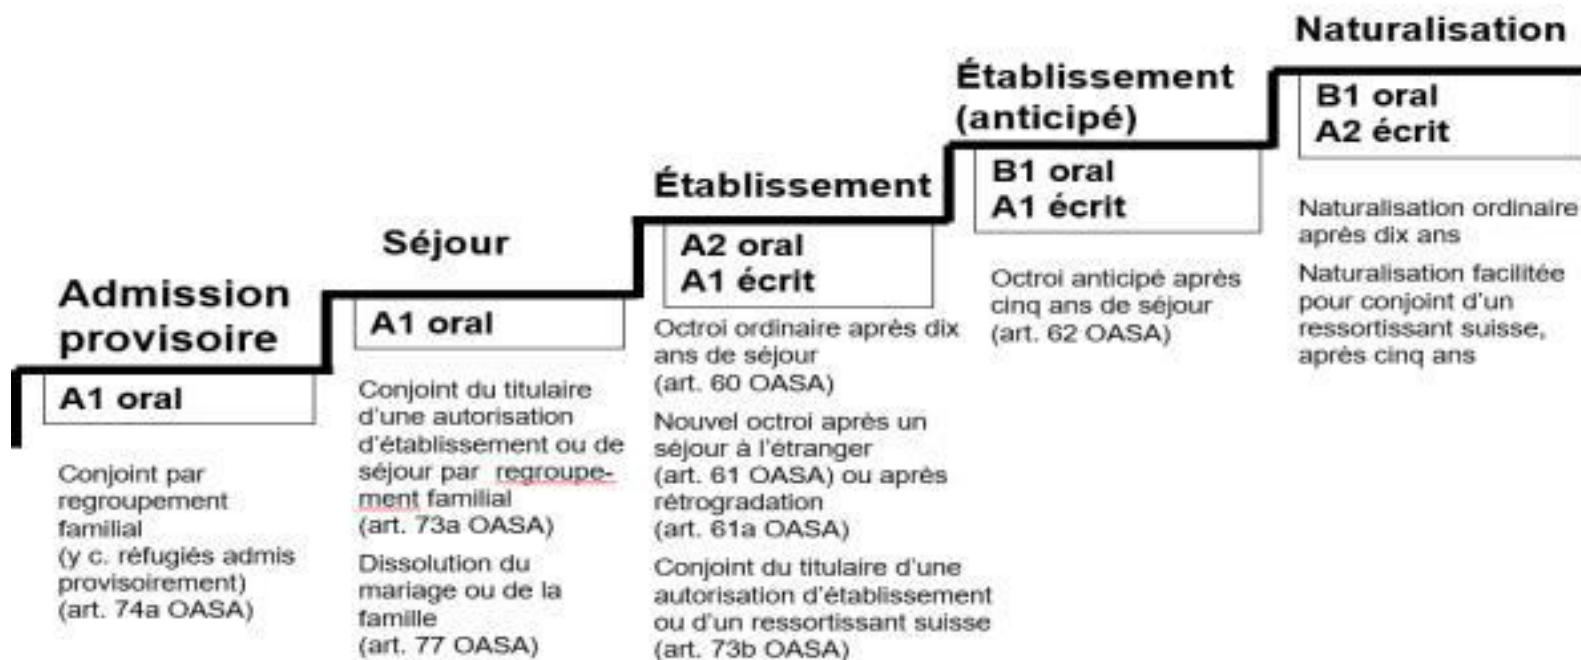 Admission
provisoire
A1 oral
Conjoint par
regroupement
familial
(y c. réfugiés admis
provisoirement)
(art. 74a OASA)
Séjour
A1 oral
Conjoint du titulaire
d'une autorisation
d'établissement ou de
séjour par regroupe-
ment familial
(art. 73a OASA)
Dissolution du
mariage ou de la
famille
(art. 77 OASA)
Établissement
A2 oral
A1 écrit
Octroi ordinaire après dix
ans de séjour
(art. 60 OASA)
Nouvel octroi après un
séjour à l'étranger
(art. 61 OASA) ou après
rétrogradation
(art. 61a OASA)
Conjoint du titulaire d'une
autorisation d'établissement
ou d'un ressortissant suisse
(art. 73b OASA)
Établissement
(anticipé)
B1 oral
A1 écrit
Octroi anticipé après
cinq ans de séjour
(art. 62 OASA)
Naturalisation
B1 oral
A2 écrit
Naturalisation ordinaire
après dix ans
Naturalisation facilitée
pour conjoint d'un
ressortissant suisse,
après cinq ans